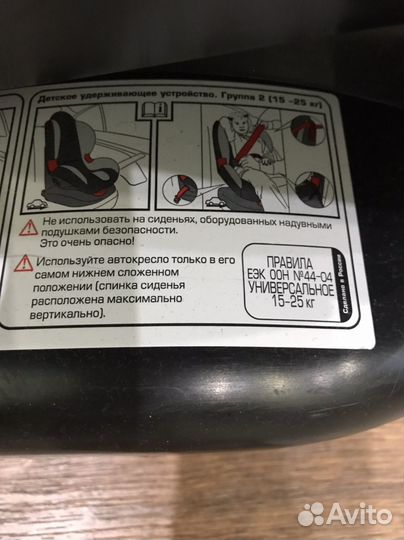 Детское удерживающее устройство. Группа 2 (15 -25 кг)
Не использовать на сиденьях, оборудованных надувными
подушками безопасности.
Это очень опасно!
Используйте автокресло только в его
самом нижнем сложенном
положении (спинка сиденья
расположена максимально
вертикально).
ПРАВИЛА
ЕЭК ООН №44-04
УНИВЕРСАЛЬНОЕ
15-25 кг
Сделано в России
Avito